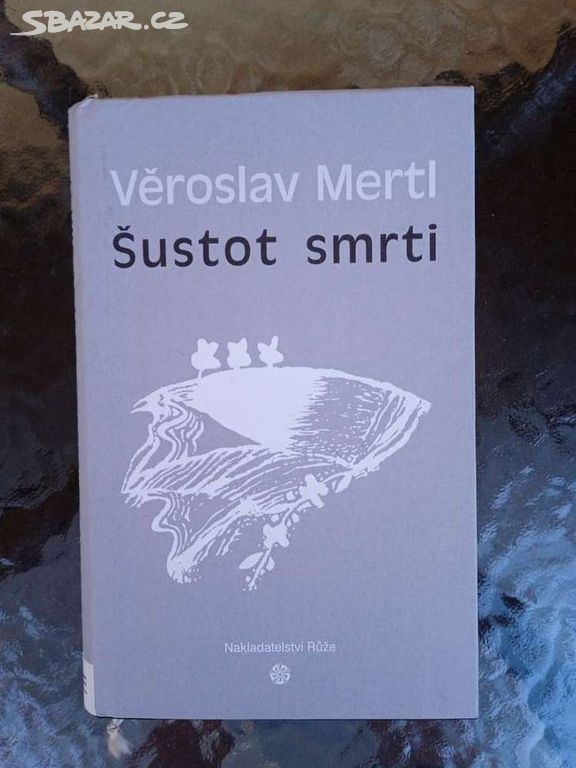 SBAZAR.CZ
Věroslav Mertl
Šustot smrti
Nakladatelství Růže